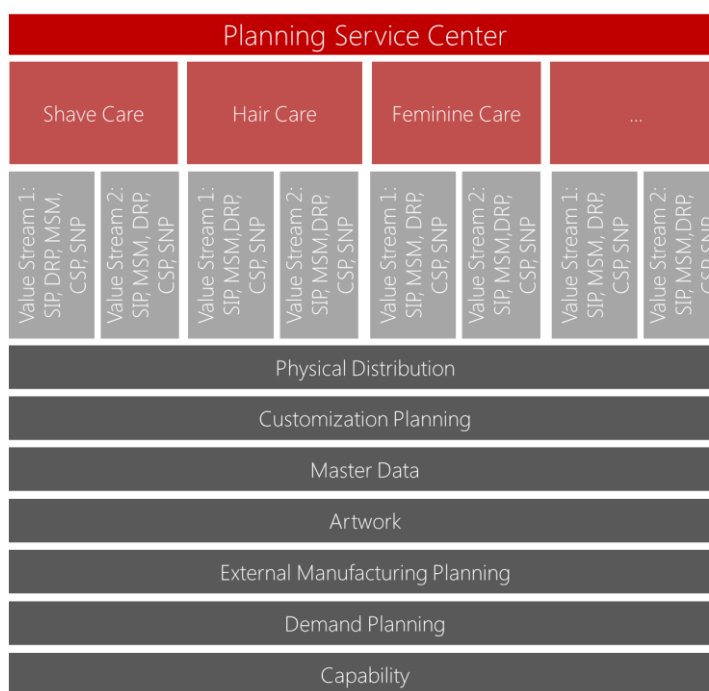 Planning Service Center
Shave Care
Hair Care
Feminine Care
...
Value Stream 1:
SIP, DRP, MSM,
CSP, SNP
Value Stream 2:
SIP, MSM, DRP,
CSP, SNP
Value Stream 1:
SIP, MSM,DRP,
CSP, SNP
Value Stream 2:
SIP, MSM,DRP,
CSP, SNP
Value Stream 1:
SIP, MSM, DRP,
CSP, SNP
Value Stream 2:
SIP, MSM,DRP,
CSP, SNP
Value Stream 1:
SIP, MSM, DRP,
CSP, SNP
Value Stream 2:
SIP, MSM,DRP,
CSP, SNP
Physical Distribution
Customization Planning
Master Data
Artwork
External Manufacturing Planning
Demand Planning
Capability